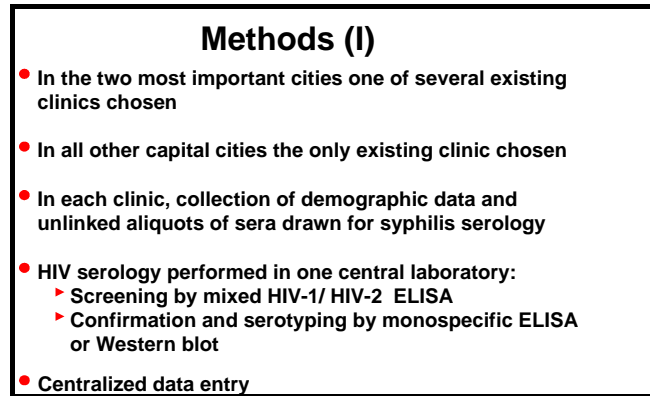 Methods (I)
• In the two most important cities one of several existing
clinics chosen
• In all other capital cities the only existing clinic chosen
• In each clinic, collection of demographic data and
unlinked aliquots of sera drawn for syphilis serology
• HIV serology performed in one central laboratory:
► Screening by mixed HIV-1/ HIV-2 ELISA
► Confirmation and serotyping by monospecific ELISA
or Western blot
• Centralized data entry